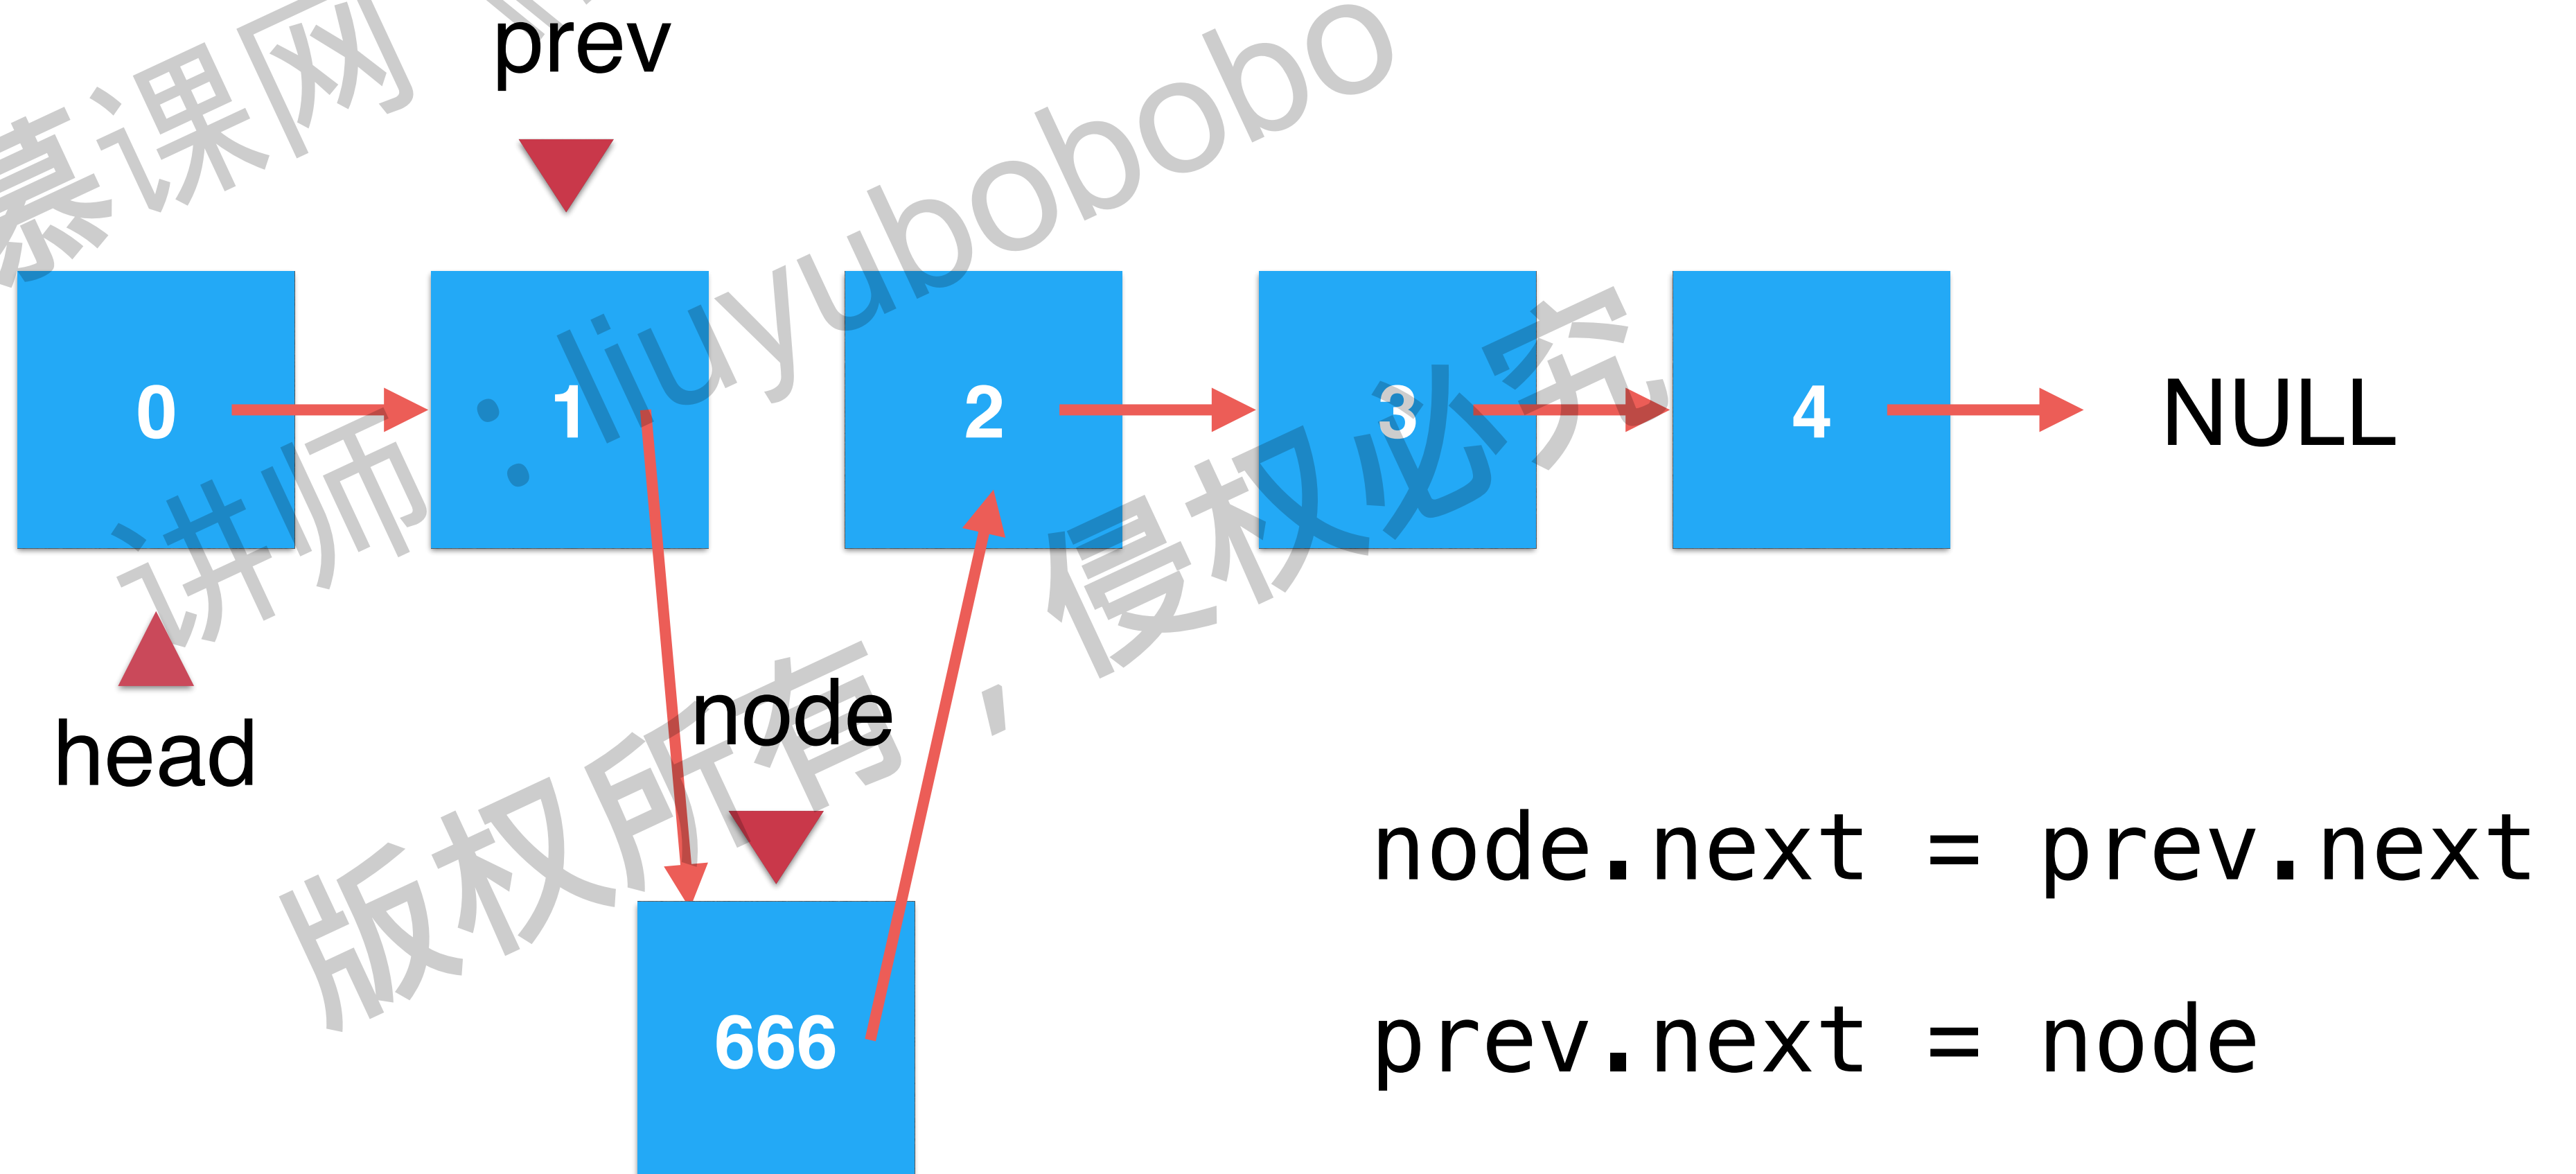 prev
0 1 2 3 4 NULL
head
node
666
node.next = prev.next
prev.next = node
慕课网
讲师：liuyubobobo
版权所有，侵权必究